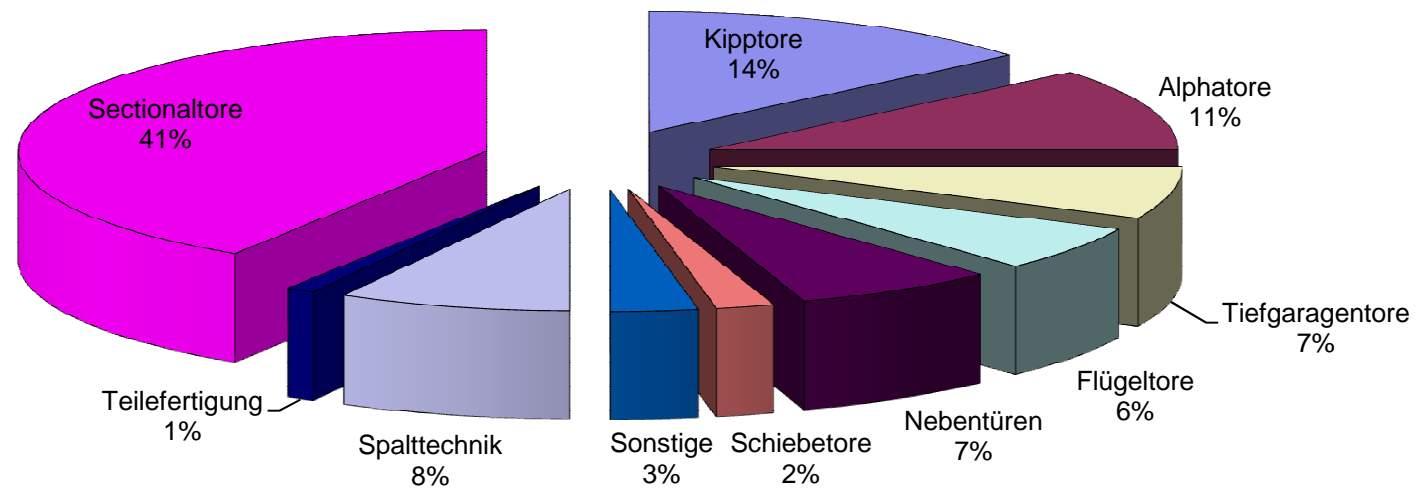 Kipptore
14%
Alphatore
11%
Sectionaltore
41%
Tiefgaragentore
7%
Flügeltore
6%
Nebentüren
7%
Schiebetore
2%
Sonstige
3%
Spalttechnik
8%
Teilefertigung
1%